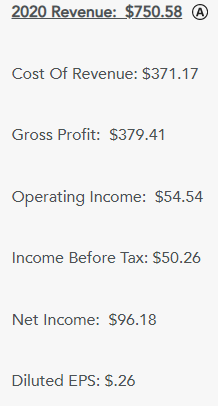 2020 Revenue:  $750.58 Ⓐ
Cost Of Revenue: $371.17
Gross Profit:  $379.41
Operating Income:  $54.54
Income Before Tax: $50.26
Net Income:  $96.18
Diluted EPS: $.26